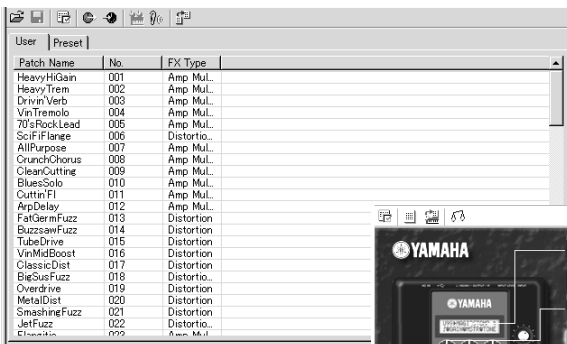 User Preset
Patch Name No. FX Type
HeavyHiGain 001 Amp Mul...
HeavyTrem 002 Amp Mul...
Drivin'Verb 003 Amp Mul...
VinTremolo 004 Amp Mul...
70'sRockLead 005 Amp Mul...
SciFiFlange 006 Distortio...
AllPurpose 007 Amp Mul...
CrunchChorus 008 Amp Mul...
CleanCutting 009 Amp Mul...
BluesSolo 010 Amp Mul...
Cuttin'Fl 011 Amp Mul...
ArpDelay 012 Amp Mul...
FatGermFuzz 013 Distortion
BuzzsawFuzz 014 Distortion
TubeDrive 015 Distortion
VinMidBoost 016 Distortion
ClassicDist 017 Distortion
BigSusFuzz 018 Distortio...
Overdrive 019 Distortion
MetalDist 020 Distortion
SmashingFuzz 021 Distortion
JetFuzz 022 Distortio...
023 Amp Mul...
YAMAHA
YAMAHA